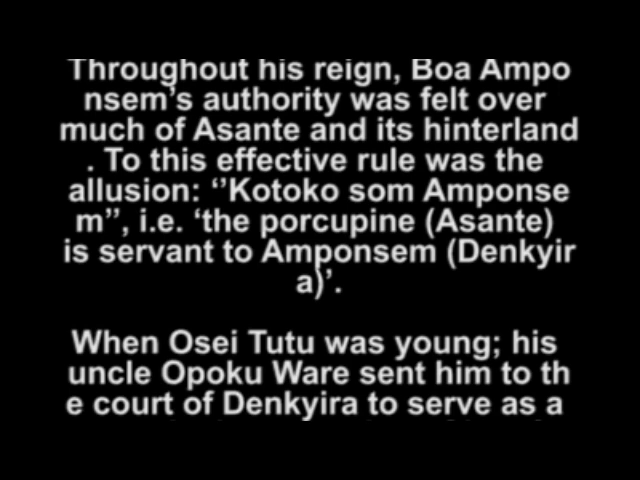 Throughout his reign, Boa Ampo
nsem's authority was felt over
much of Asante and its hinterland
. To this effective rule was the
allusion: ‘’Kotoko som Amponse
m”, i.e. ‘the porcupine (Asante)
is servant to Amponsem (Denkyir
a)’.
When Osei Tutu was young; his
uncle Opoku Ware sent him to th
e court of Denkyira to serve as a